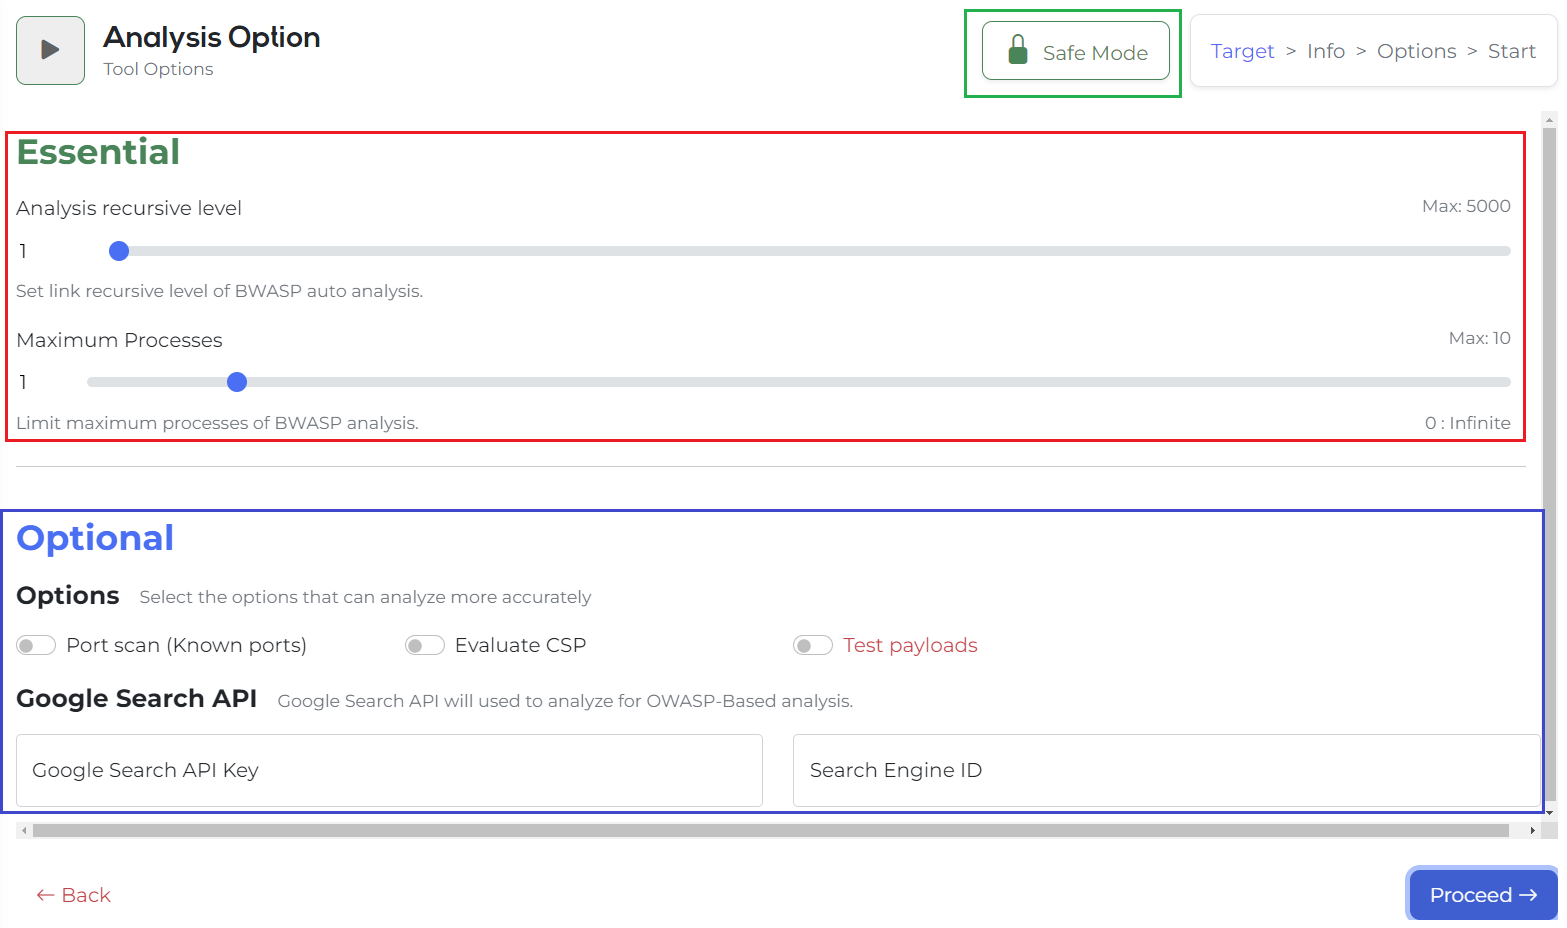 Analysis Option
Tool Options
Safe Mode
Target > Info > Options > Start
Essential
Analysis recursive level
Max: 5000
1
Set link recursive level of BWASP auto analysis.
Maximum Processes
Max: 10
1
Limit maximum processes of BWASP analysis.
0 : Infinite
Optional
Options Select the options that can analyze more accurately
Port scan (Known ports) Evaluate CSP Test payloads
Google Search API Google Search API will used to analyze for OWASP-Based analysis.
Google Search API Key Search Engine ID
← Back
Proceed →